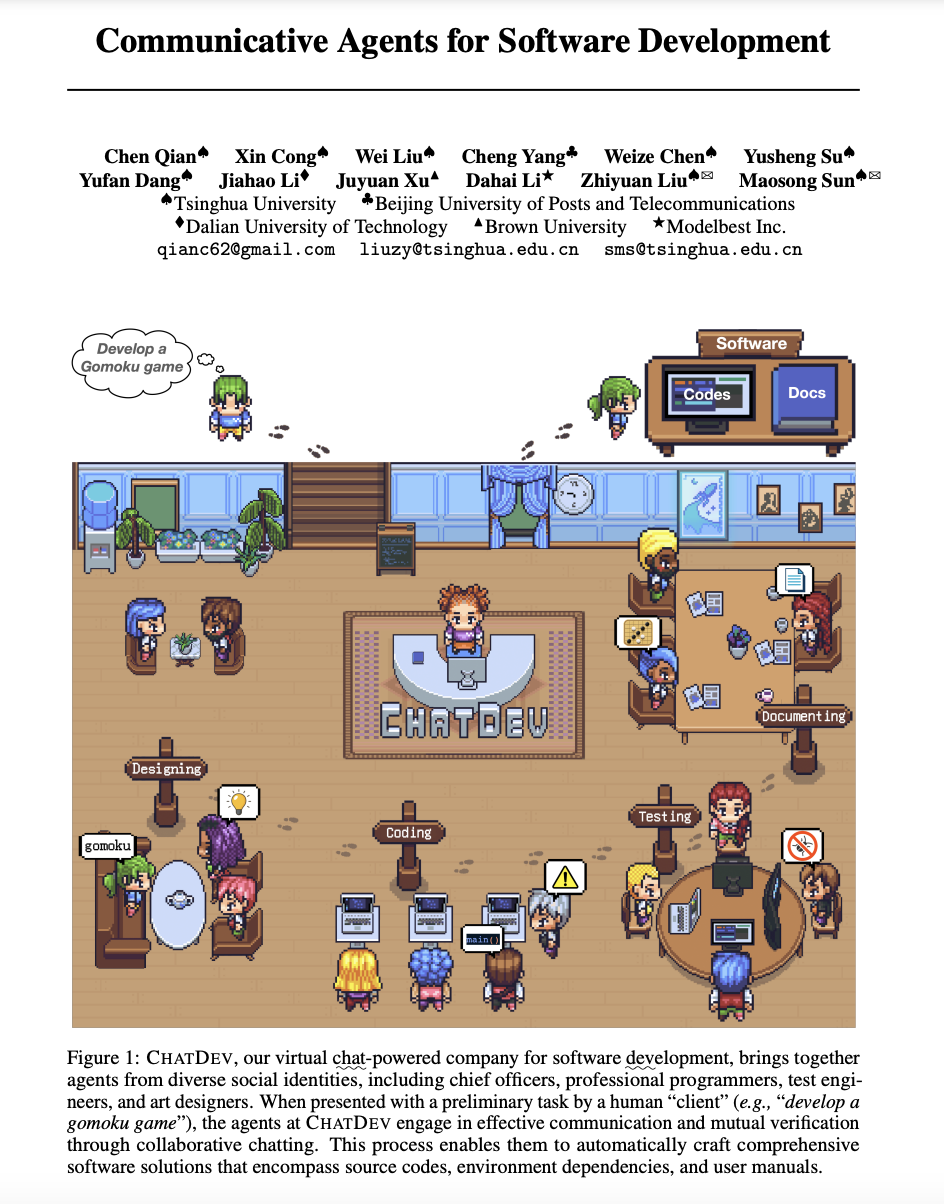 Communicative Agents for Software Development
Chen Qian♠ Xin Cong♠ Wei Liu♠ Cheng Yang♣ Weize Chen♠ Yusheng Su♠
Yufan Dang♠ Jiahao Li♦ Juyuan Xu▲ Dahai Li★ Zhiyuan Liu♠✉ Maosong Sun♠✉
♠Tsinghua University ♣Beijing University of Posts and Telecommunications
♦Dalian University of Technology ▲Brown University ★Modelbest Inc.
qianc62@gmail.com liuzy@tsinghua.edu.cn sms@tsinghua.edu.cn
Develop a
Gomoku game
Software
Codes
Docs
CHATDEV
Documenting
Designing
Testing
Coding
gomoku
main()
Figure 1: CHATDEV, our virtual chat-powered company for software development, brings together
agents from diverse social identities, including chief officers, professional programmers, test engi-
neers, and art designers. When presented with a preliminary task by a human “client” (e.g., “develop a
gomoku game”), the agents at CHATDEV engage in effective communication and mutual verification
through collaborative chatting. This process enables them to automatically craft comprehensive
software solutions that encompass source codes, environment dependencies, and user manuals.